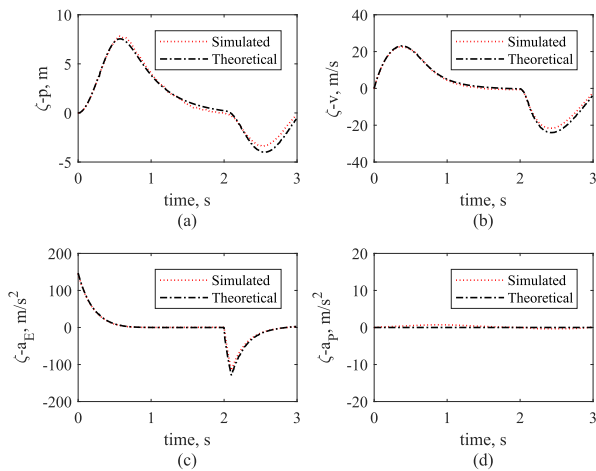 10
5
0
-5
ζ-p, m
Simulated
Theoretical
0
1
2
3
time, s
(a)
40
20
0
-20
-40
ζ-v, m/s
Simulated
Theoretical
0
1
2
3
time, s
(b)
200
100
0
-100
-200
ζ-a_E, m/s²
Simulated
Theoretical
0
1
2
3
time, s
(c)
20
10
0
-10
-20
ζ-a_P, m/s²
Simulated
Theoretical
0
1
2
3
time, s
(d)